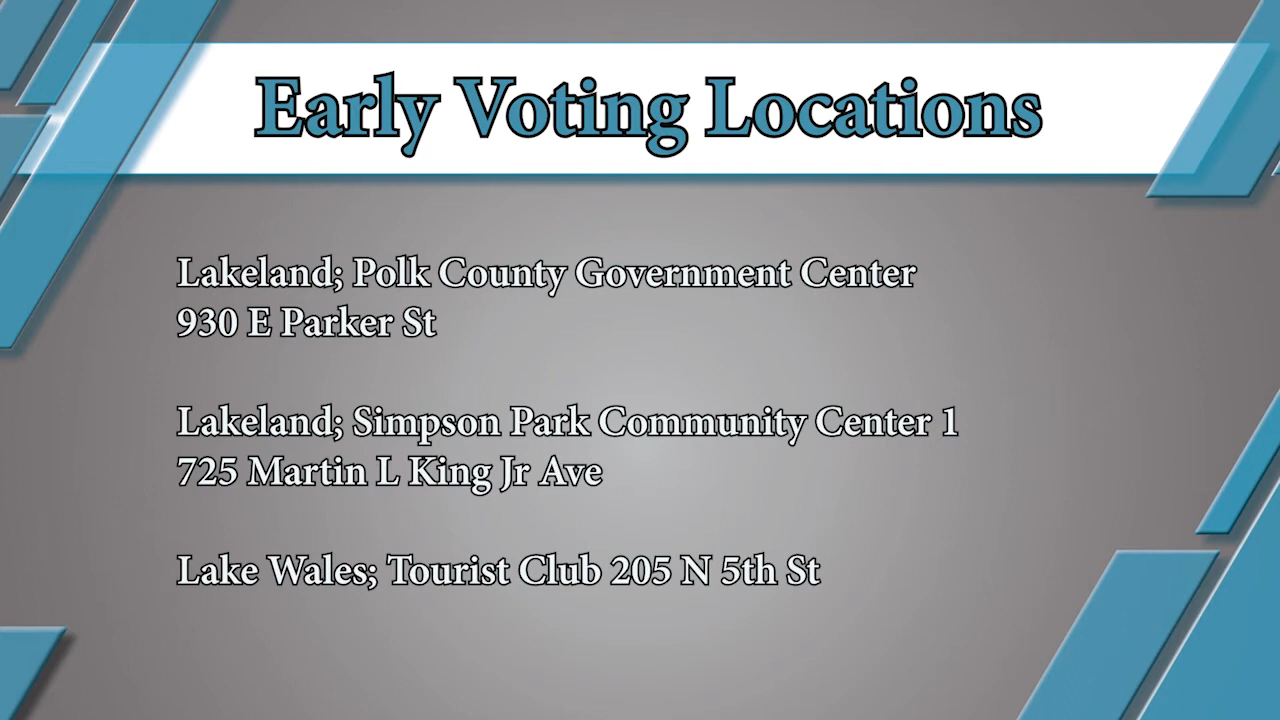 Early Voting Locations
Lakeland; Polk County Government Center
930 E Parker St
Lakeland; Simpson Park Community Center 1
725 Martin L King Jr Ave
Lake Wales; Tourist Club 205 N 5th St